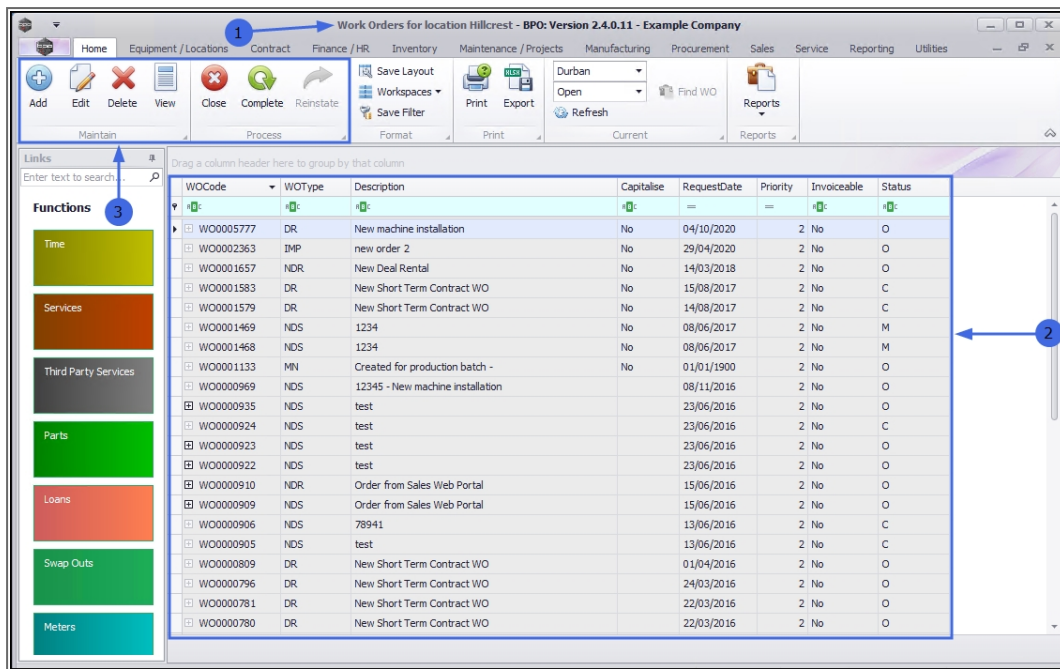 1
Work Orders for location Hillcrest - BPO: Version 2.4.0.11 - Example Company
Home Equipment / Locations Contract Finance / HR Inventory Maintenance / Projects Manufacturing Procurement Sales Service Reporting Utilities
Add Edit Delete View Close Complete Reinstate
Save Layout
Workspaces
Save Filter
Print Export
Durban
Open
Refresh
Find WO
Reports
Maintain Process Format Print Current Reports
Links
Enter text to search...
3
Functions
Time
Services
Third Party Services
Parts
Loans
Swap Outs
Meters
Drag a column header here to group by that column
WOCode WOType Description Capitalise RequestDate Priority Invoiceable Status
WO0005777 DR New machine installation No 04/10/2020 2 No O
WO0002363 IMP new order 2 No 29/04/2020 2 No O
WO0001657 NDR New Deal Rental No 14/03/2018 2 No O
WO0001583 DR New Short Term Contract WO No 15/08/2017 2 No C
WO0001579 DR New Short Term Contract WO No 14/08/2017 2 No C
WO0001469 NDS 1234 No 08/06/2017 2 No M
WO0001468 NDS 1234 No 08/06/2017 2 No M
WO0001133 MN Created for production batch - No 01/01/1900 2 No O
WO0000969 NDS 12345 - New machine installation 08/11/2016 2 No O
WO0000935 NDS test 23/06/2016 2 No O
WO0000924 NDS test 23/06/2016 2 No C
WO0000923 NDS test 23/06/2016 2 No O
WO0000922 NDS test 23/06/2016 2 No O
WO0000910 NDR Order from Sales Web Portal 15/06/2016 2 No O
WO0000909 NDS Order from Sales Web Portal 15/06/2016 2 No O
WO0000906 NDS 78941 13/06/2016 2 No C
WO0000905 NDS test 13/06/2016 2 No C
WO0000809 DR New Short Term Contract WO 01/04/2016 2 No O
WO0000796 DR New Short Term Contract WO 24/03/2016 2 No O
WO0000781 DR New Short Term Contract WO 22/03/2016 2 No O
WO0000780 DR New Short Term Contract WO 22/03/2016 2 No O
2